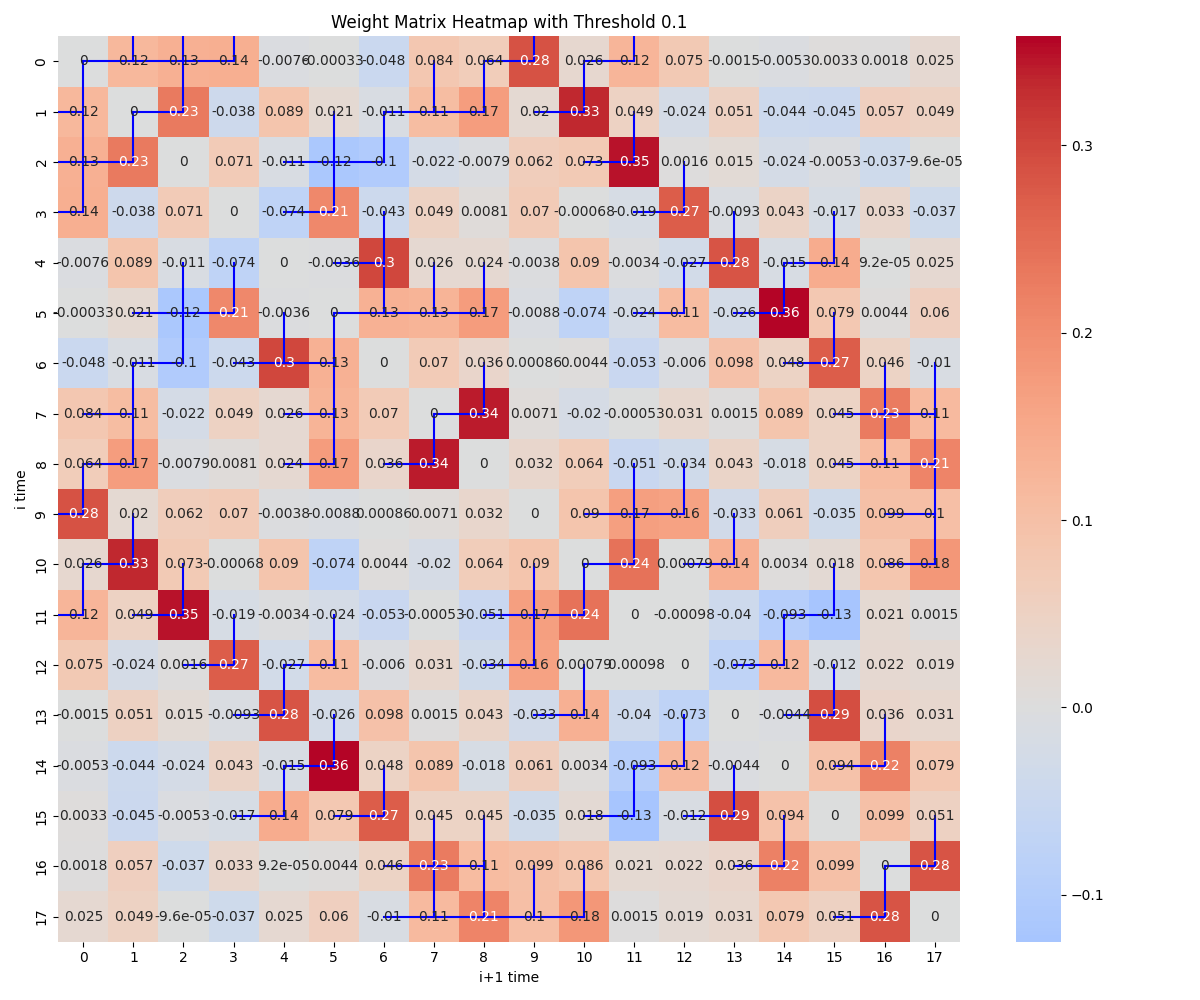 Weight Matrix Heatmap with Threshold 0.1
0 0 0.12 0.13 0.14 -0.0076 0.00033 -0.048 0.084 0.064 0.28 0.026 0.12 0.075 -0.0015 -0.0053 0.0033 0.0018 0.025
1 0.12 0 0.23 -0.038 0.089 0.021 -0.011 0.11 0.17 0.02 0.33 0.049 -0.024 0.051 -0.044 -0.045 0.057 0.049
2 0.13 0.23 0 0.071 -0.011 -0.12 -0.1 -0.022 -0.0079 0.062 0.073 0.35 0.0016 0.015 -0.024 -0.0053 -0.037 -9.6e-05
3 0.14 -0.038 0.071 0 -0.074 0.21 -0.043 0.049 0.0081 0.07 -0.00068 -0.019 0.27 -0.0093 0.043 -0.017 0.033 -0.037
4 -0.0076 0.089 -0.011 -0.074 0 -0.0036 0.3 0.026 0.024 -0.0038 0.09 -0.0034 -0.027 0.28 -0.015 0.14 9.2e-05 0.025
5 -0.00033 0.021 -0.12 0.21 -0.0036 0 0.13 0.13 0.17 -0.0088 -0.074 -0.024 0.11 -0.026 0.36 0.079 0.0044 0.06
6 -0.048 -0.011 -0.1 -0.043 0.3 0.13 0 0.07 0.036 0.00086 0.0044 -0.053 -0.006 0.098 0.048 0.27 0.046 -0.01
7 0.084 0.11 -0.022 0.049 0.026 0.13 0.07 0 0.34 0.0071 -0.02 -0.00053 0.031 0.0015 0.089 0.045 0.23 0.11
8 0.064 0.17 -0.0079 0.0081 0.024 0.17 0.036 0.34 0 0.032 0.064 -0.051 -0.034 0.043 -0.018 0.045 0.11 0.21
9 0.28 0.02 0.062 0.07 -0.0038 -0.0088 0.00086 0.0071 0.032 0 0.09 0.17 0.16 -0.033 0.061 -0.035 0.099 0.1
10 0.026 0.33 0.073 -0.00068 0.09 -0.074 0.0044 -0.02 0.064 0.09 0 0.24 0.00079 0.14 0.0034 0.018 0.086 0.18
11 0.12 0.049 0.35 -0.019 -0.0034 -0.024 -0.053 -0.00053 -0.051 0.17 0.24 0 -0.00098 -0.04 -0.093 -0.13 0.021 0.0015
12 0.075 -0.024 0.0016 0.27 -0.027 0.11 -0.006 0.031 -0.034 0.16 0.00079 0.00098 0 -0.073 0.12 -0.012 0.022 0.019
13 -0.0015 0.051 0.015 -0.0093 0.28 -0.026 0.098 0.0015 0.043 -0.033 0.14 -0.04 -0.073 0 -0.0044 0.29 0.036 0.031
14 -0.0053 -0.044 -0.024 0.043 -0.015 0.36 0.048 0.089 -0.018 0.061 0.0034 -0.093 0.12 -0.0044 0 0.094 0.22 0.079
15 0.0033 -0.045 -0.0053 -0.017 0.14 0.079 0.27 0.045 0.045 -0.035 0.018 -0.13 -0.012 0.29 0.094 0 0.099 0.051
16 0.0018 0.057 -0.037 0.033 9.2e-05 0.0044 0.046 0.23 0.11 0.099 0.086 0.021 0.022 0.036 0.22 0.099 0 0.28
17 0.025 0.049 -9.6e-05 -0.037 0.025 0.06 -0.01 0.11 0.21 0.1 0.18 0.0015 0.019 0.031 0.079 0.051 0.28 0
0 1 2 3 4 5 6 7 8 9 10 11 12 13 14 15 16 17
i+1 time
i time
0.3
0.2
0.1
0.0
−0.1